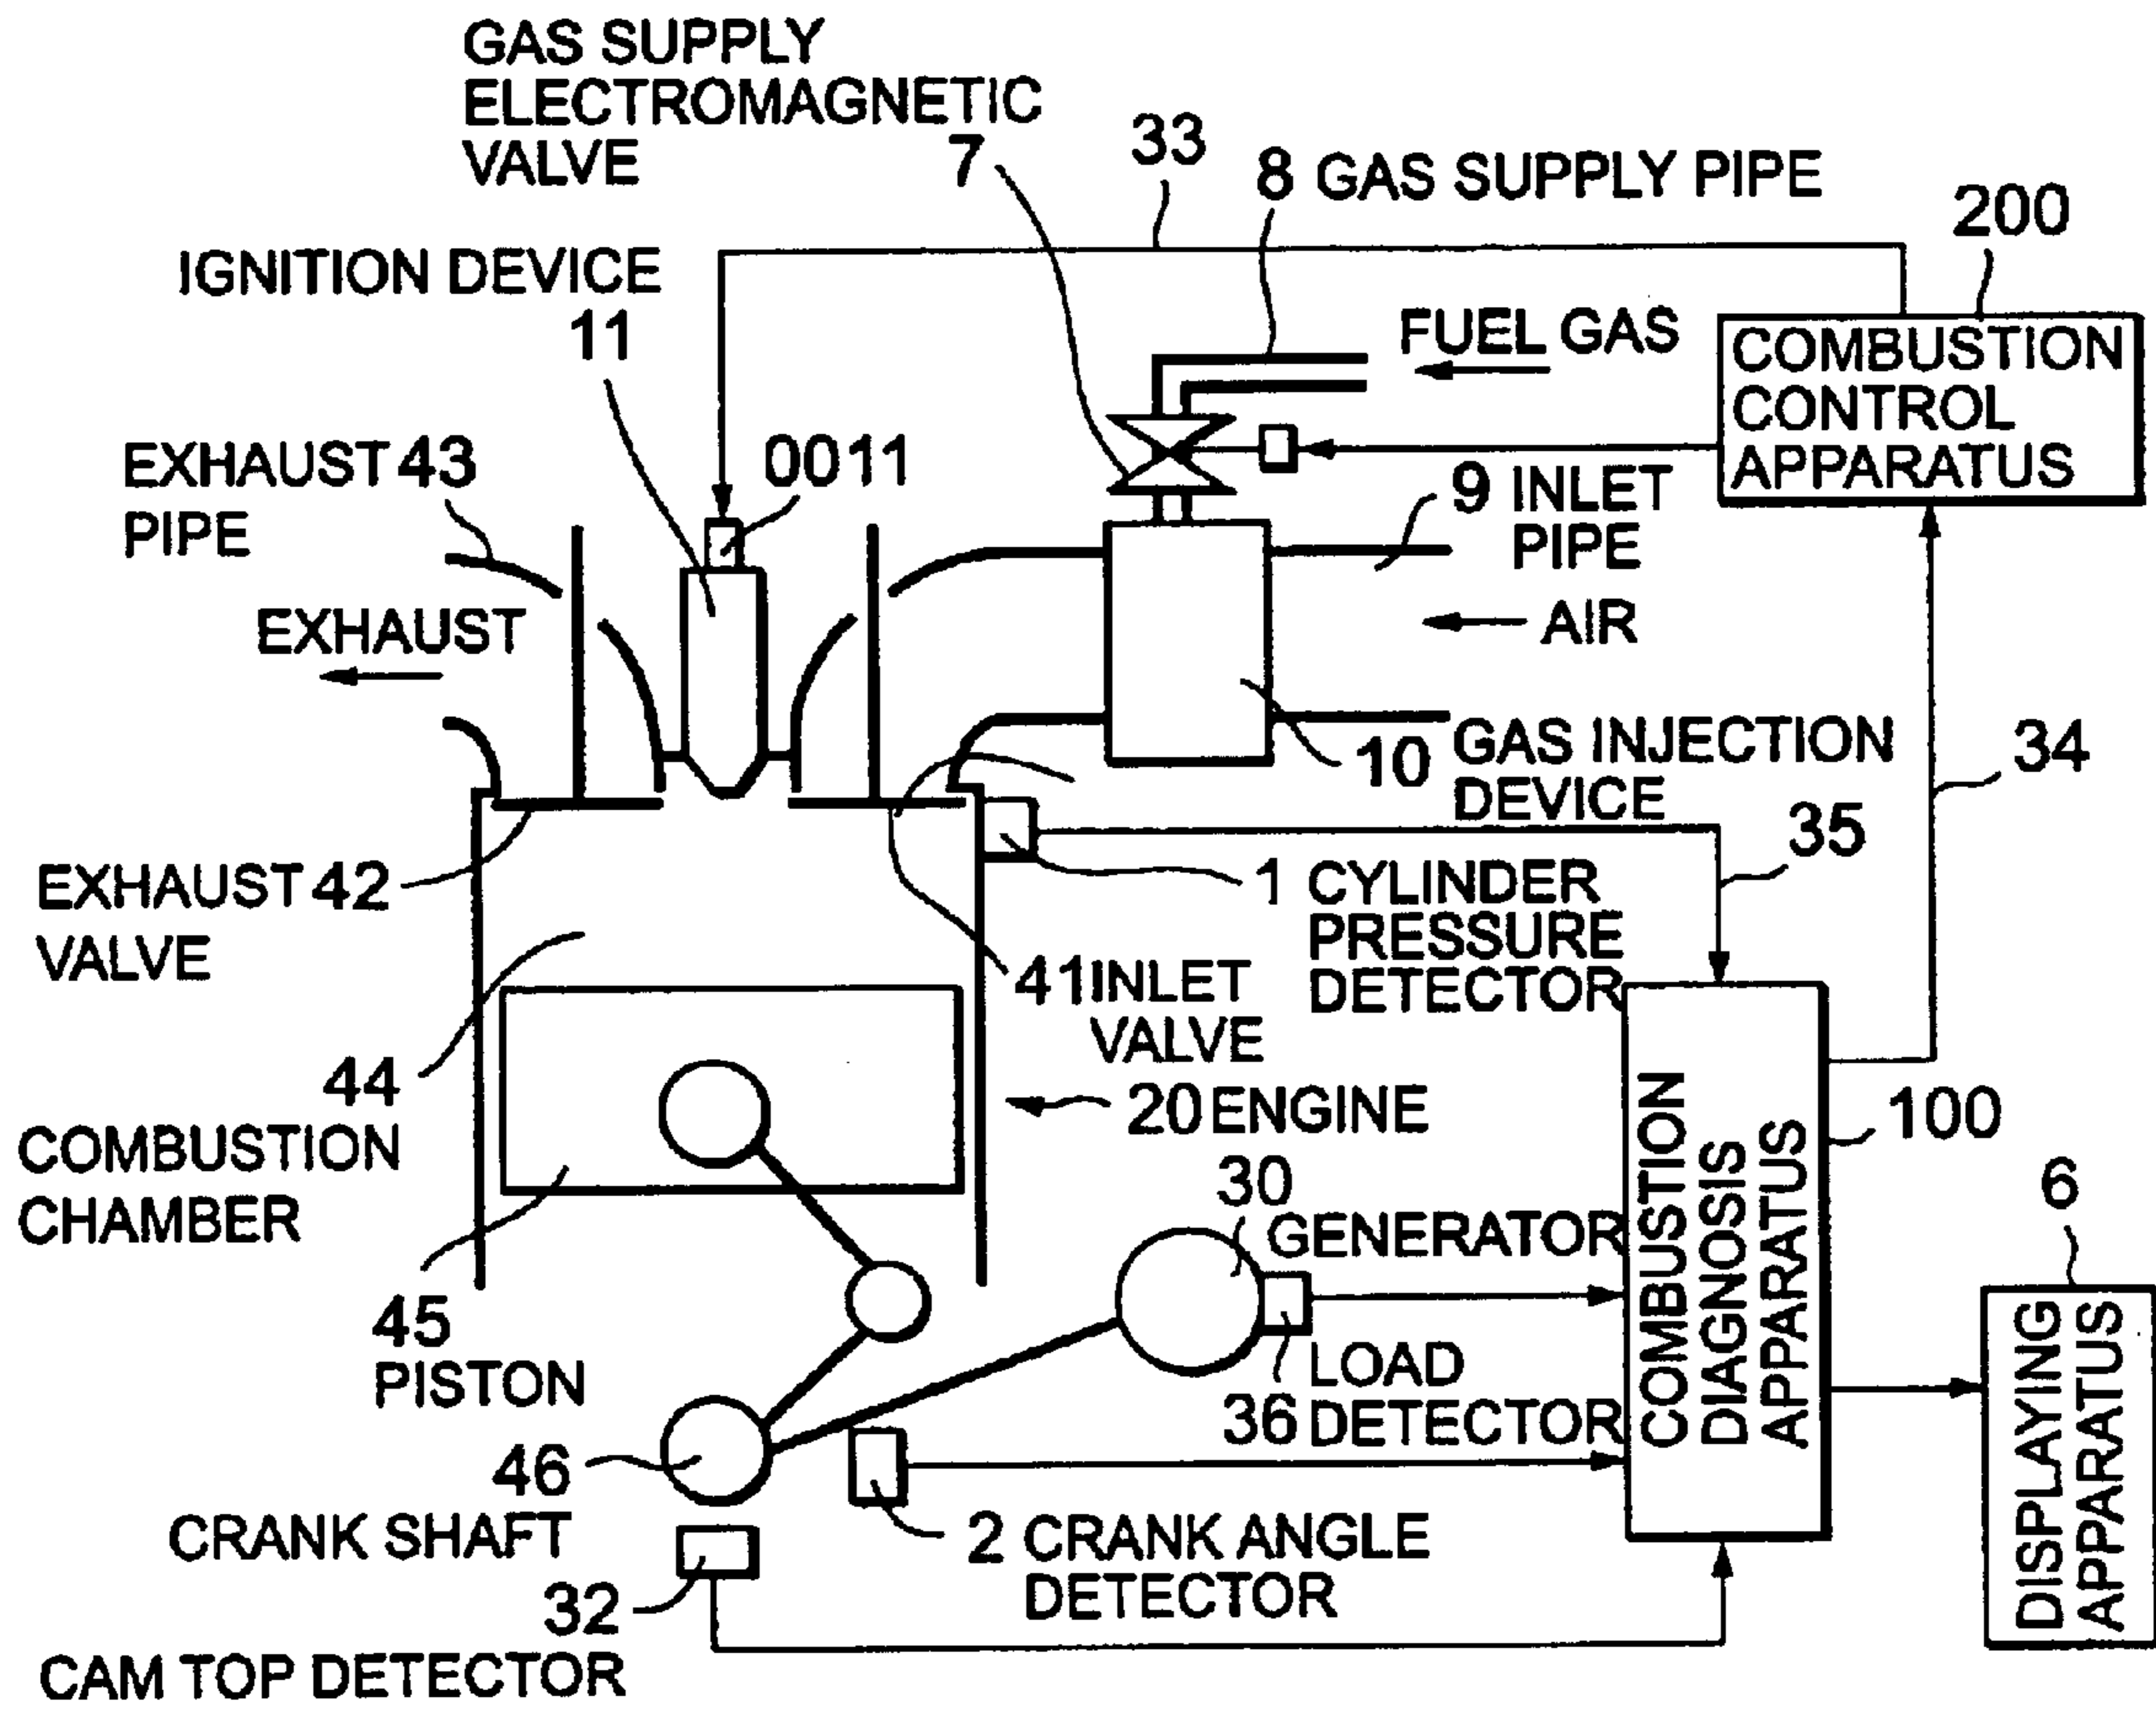 GAS SUPPLY
ELECTROMAGNETIC
VALVE
7
33
8 GAS SUPPLY PIPE
200
IGNITION DEVICE
11
FUEL GAS
COMBUSTION
CONTROL
APPARATUS
EXHAUST 43
PIPE
0011
9 INLET
PIPE
EXHAUST
AIR
10 GAS INJECTION
DEVICE
34
35
EXHAUST 42
VALVE
1 CYLINDER
PRESSURE
DETECTOR
41 INLET
VALVE
44
COMBUSTION
CHAMBER
20 ENGINE
100
COMBUSTION
DIAGNOSIS
APPARATUS
30
GENERATOR
6
DISPLAYING
APPARATUS
45
PISTON
LOAD
36 DETECTOR
46
CRANK SHAFT
2 CRANK ANGLE
DETECTOR
32
CAM TOP DETECTOR